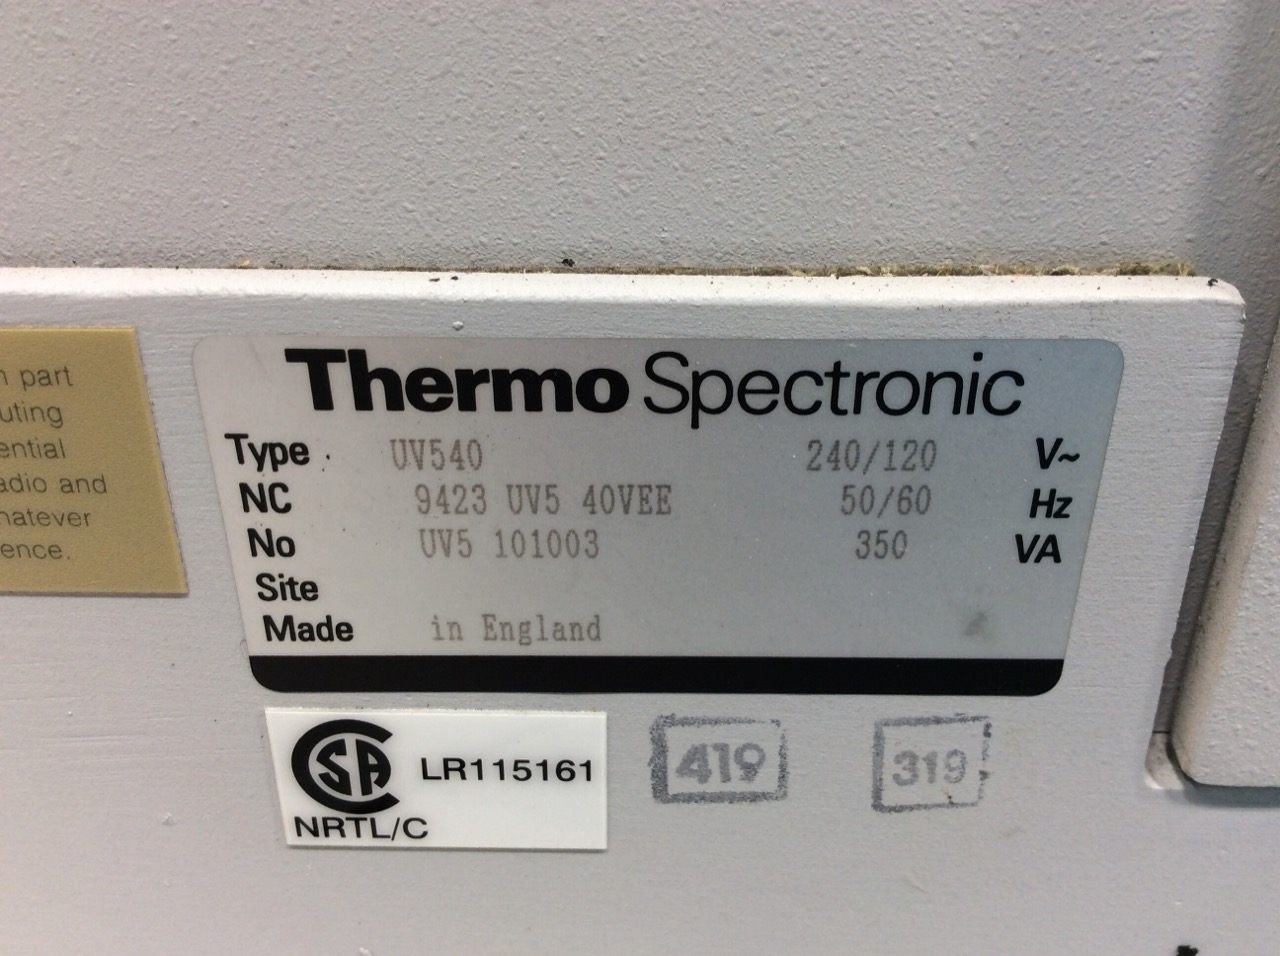 n part
uting
ential
adio and
hatever
ence.
Thermo Spectronic
Type . UV540 240/120 V~
NC 9423 UV5 40VEE 50/60 Hz
No UV5 101003 350 VA
Site
Made in England
CSA LR115161
NRTL/C
419 319